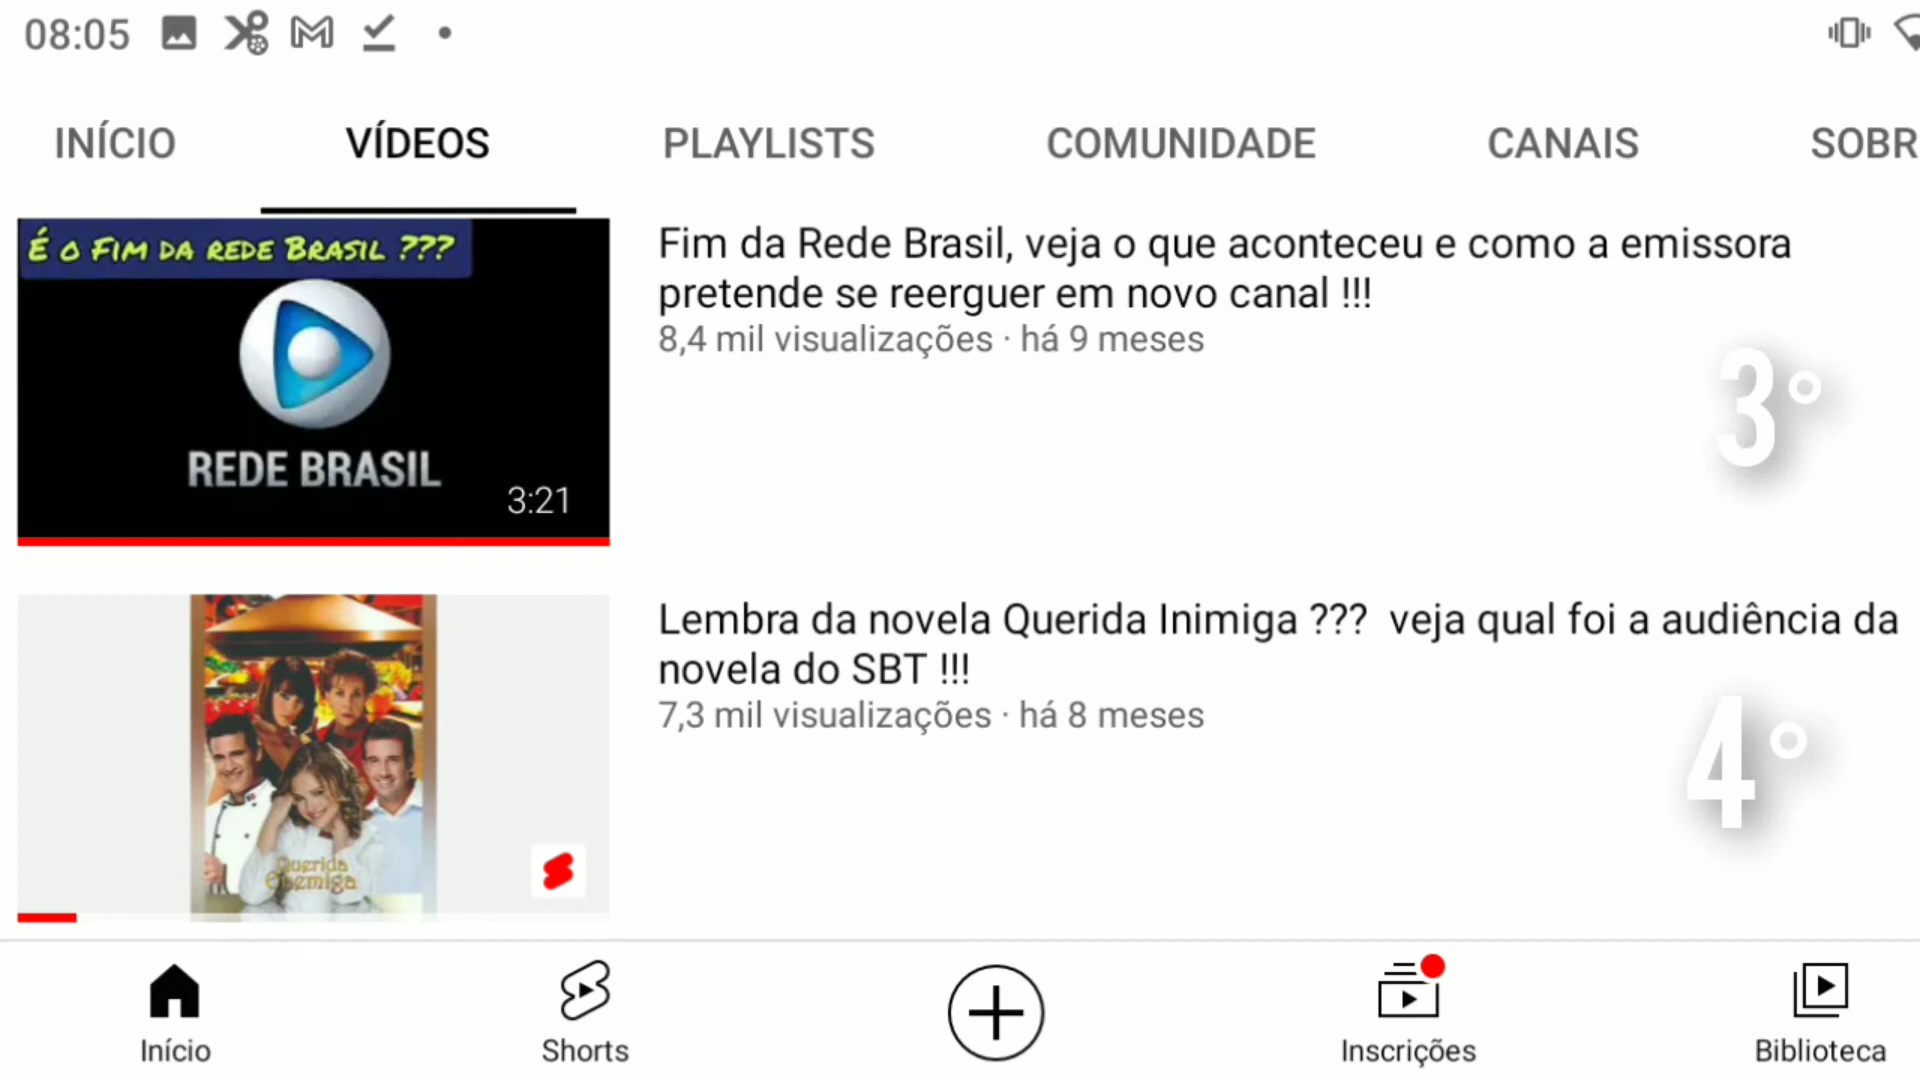 08:05
INÍCIO VÍDEOS PLAYLISTS COMUNIDADE CANAIS SOBR
É O FIM DA REDE BRASIL ???
REDE BRASIL
3:21
Fim da Rede Brasil, veja o que aconteceu e como a emissora
pretende se reerguer em novo canal !!!
8,4 mil visualizações · há 9 meses
3°
Querida
Enemiga
Lembra da novela Querida Inimiga ???  veja qual foi a audiência da
novela do SBT !!!
7,3 mil visualizações · há 8 meses
4°
Início Shorts Inscrições Biblioteca